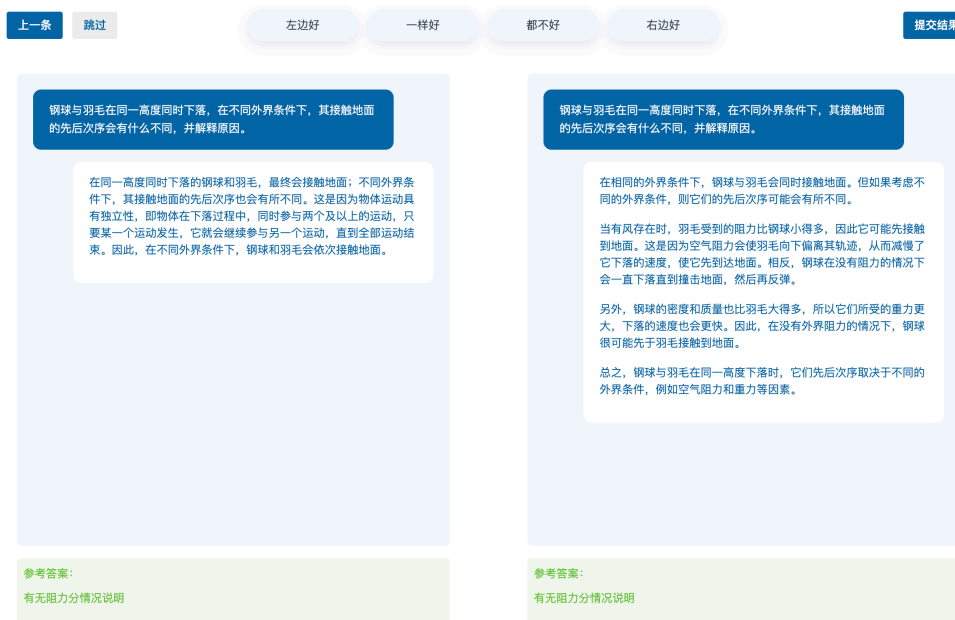 上一条 跳过 左边好 一样好 都不好 右边好 提交结果
钢球与羽毛在同一高度同时下落，在不同外界条件下，其接触地面
的先后次序会有什么不同，并解释原因。
在同一高度同时下落的钢球和羽毛，最终会接触地面；不同外界条
件下，其接触地面的先后次序也会有所不同。这是因为物体运动具
有独立性，即物体在下落过程中，同时参与两个及以上的运动，只
要某一个运动发生，它就会继续参与另一个运动，直到全部运动结
束。因此，在不同外界条件下，钢球和羽毛会依次接触地面。
参考答案：
有无阻力分情况说明
钢球与羽毛在同一高度同时下落，在不同外界条件下，其接触地面
的先后次序会有什么不同，并解释原因。
在相同的外界条件下，钢球与羽毛会同时接触地面。但如果考虑不
同的外界条件，则它们的先后次序可能会有所不同。
当有风存在时，羽毛受到的阻力比钢球小得多，因此它可能先接触
到地面。这是因为空气阻力会使羽毛向下偏离其轨迹，从而减慢了
它下落的速度，使它先到达地面。相反，钢球在没有阻力的情况下
会一直下落直到撞击地面，然后再反弹。
另外，钢球的密度和质量也比羽毛大得多，所以它们所受的重力更
大，下落的速度也会更快。因此，在没有外界阻力的情况下，钢球
很可能先于羽毛接触到地面。
总之，钢球与羽毛在同一高度下落时，它们先后次序取决于不同的
外界条件，例如空气阻力和重力等因素。
参考答案：
有无阻力分情况说明